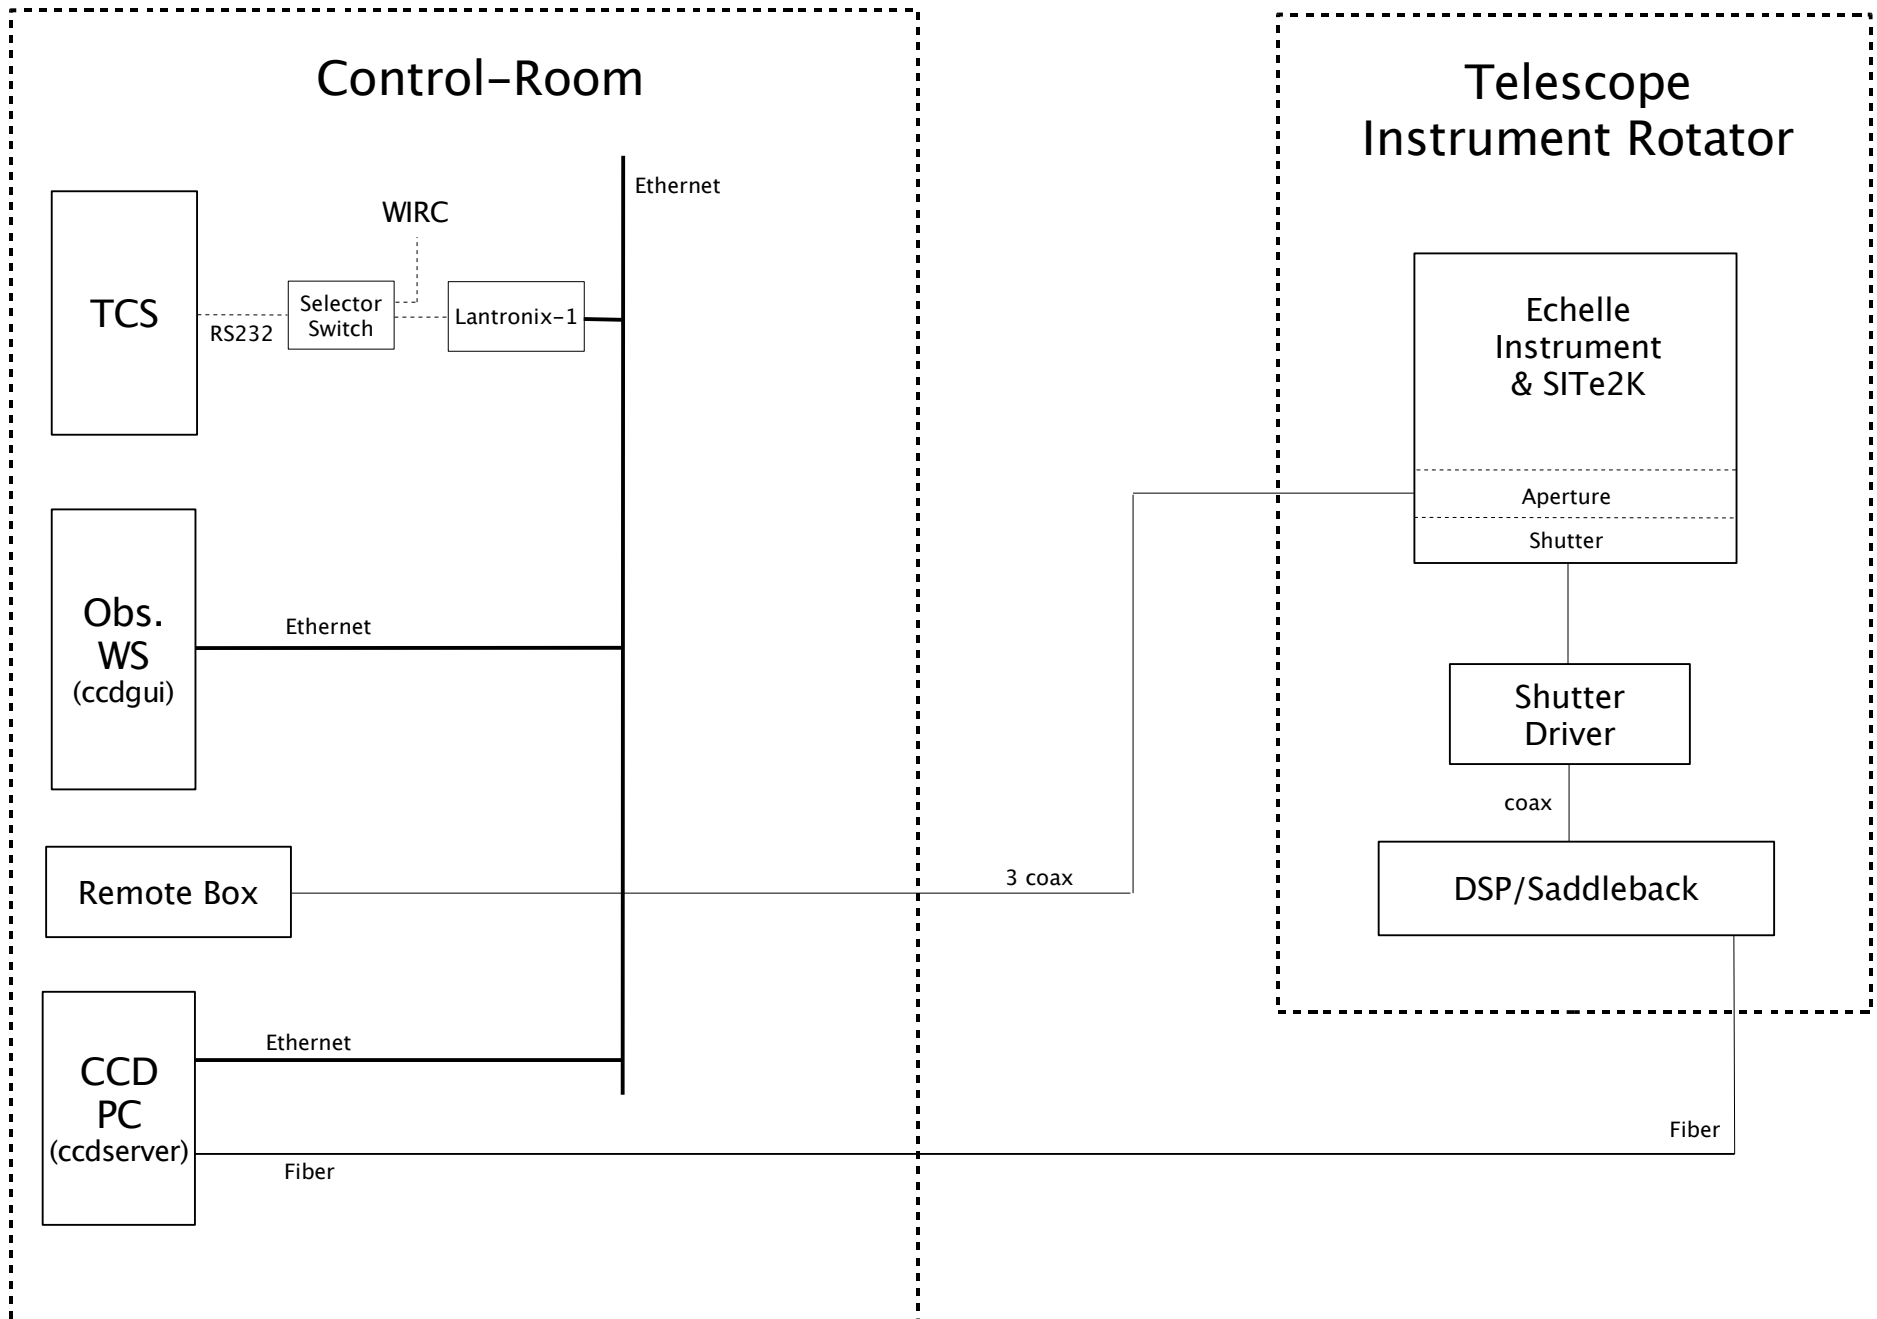 Control–Room
Ethernet
WIRC
TCS
RS232
Selector
Switch
Lantronix–1
Obs.
WS
(ccdgui)
Ethernet
Remote Box
3 coax
CCD
PC
(ccdserver)
Ethernet
Fiber
Telescope
Instrument Rotator
Echelle
Instrument
& SITe2K
Aperture
Shutter
Shutter
Driver
coax
DSP/Saddleback
Fiber